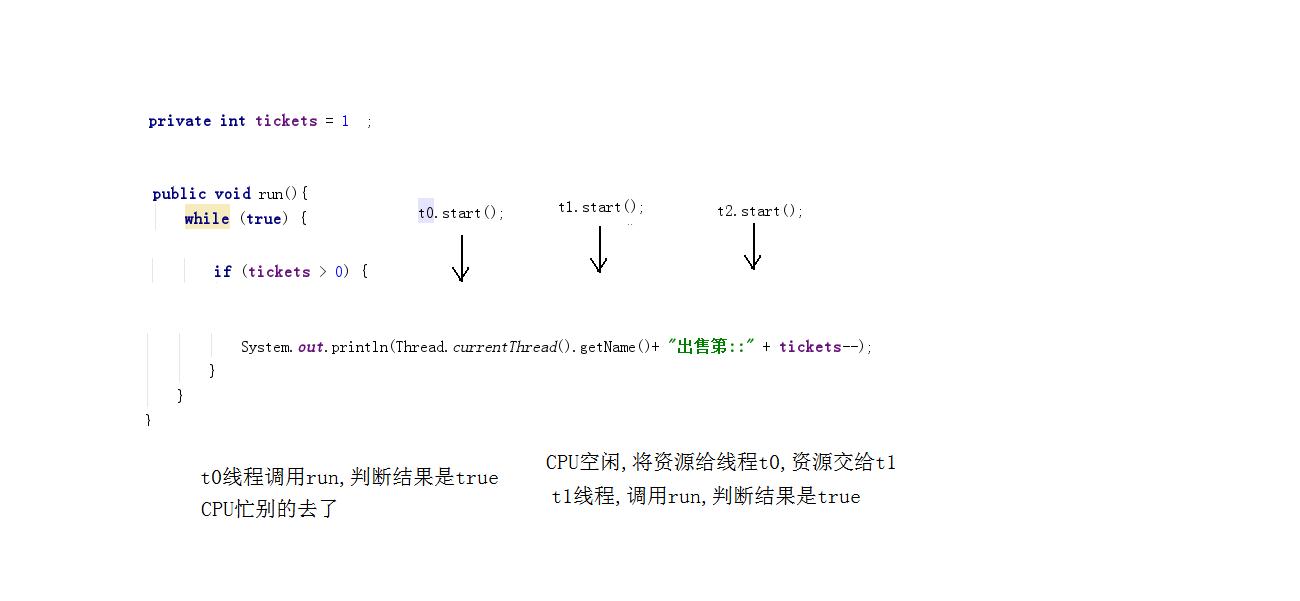 private int tickets = 1 ;
public void run(){
while (true) {
t0.start();
t1.start();
t2.start();
if (tickets > 0) {
System.out.println(Thread.currentThread().getName()+ "出售第::" + tickets--);
}
}
}
t0线程调用run,判断结果是true
CPU忙别的去了
CPU空闲,将资源给线程t0,资源交给t1
t1线程,调用run,判断结果是true